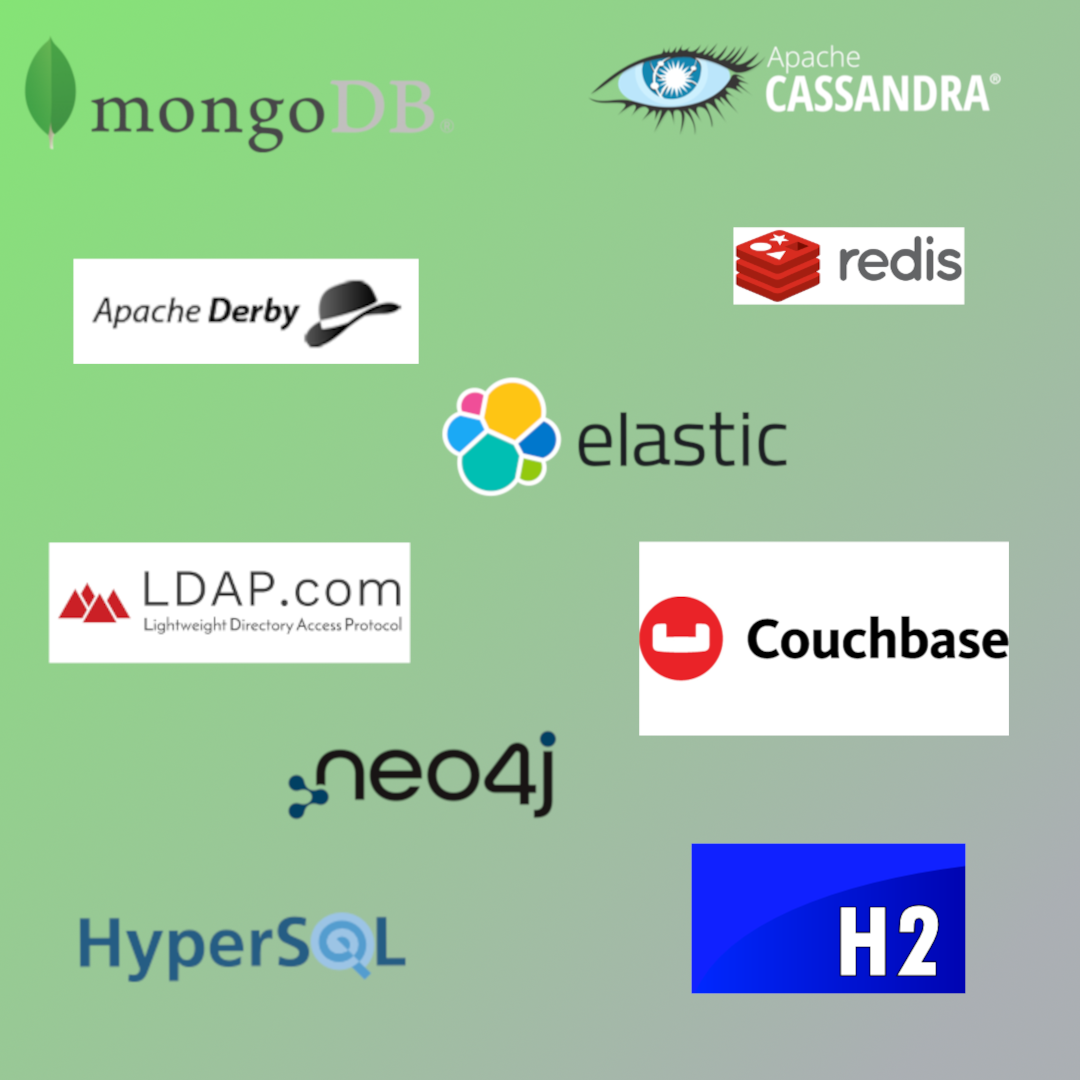 mongoDB®
Apache
CASSANDRA®
redis
Apache Derby
elastic
LDAP.com
Lightweight Directory Access Protocol
Couchbase
neo4j
HyperSQL
H2